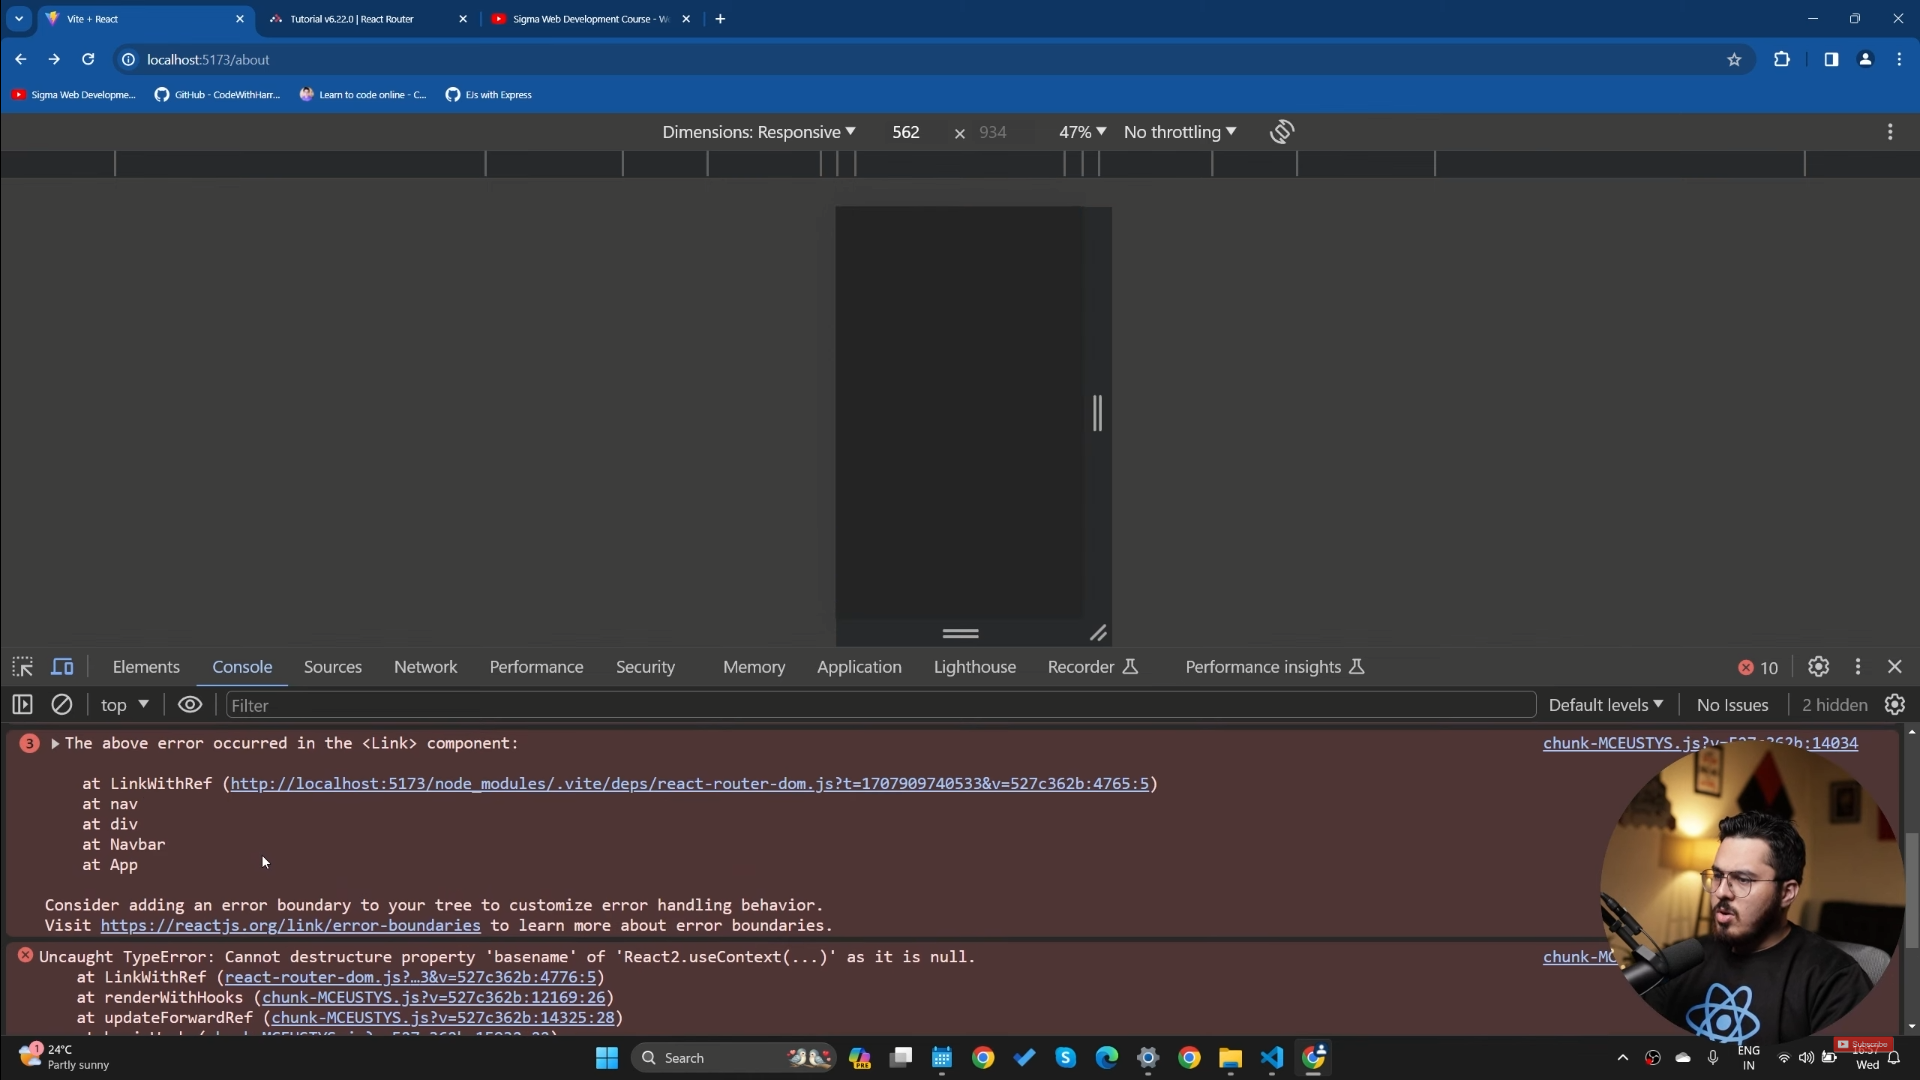 Vite + React
Tutorial v6.22.0 | React Router
Sigma Web Development Course - W
localhost:5173/about
Sigma Web Developme...
GitHub - CodeWithHarr...
Learn to code online - C...
EJs with Express
Dimensions: Responsive
562
×
934
47%
No throttling
Elements
Console
Sources
Network
Performance
Security
Memory
Application
Lighthouse
Recorder
Performance insights
10
top
Filter
Default levels
No Issues
2 hidden
3
The above error occurred in the <Link> component:
chunk-MCEUSTYS.js?v=527c362b:14034
at LinkWithRef (http://localhost:5173/node_modules/.vite/deps/react-router-dom.js?t=1707909740533&v=527c362b:4765:5)
at nav
at div
at Navbar
at App
Consider adding an error boundary to your tree to customize error handling behavior.
Visit https://reactjs.org/link/error-boundaries to learn more about error boundaries.
Uncaught TypeError: Cannot destructure property 'basename' of 'React2.useContext(...)' as it is null.
chunk-MC
at LinkWithRef (react-router-dom.js?…3&v=527c362b:4776:5)
at renderWithHooks (chunk-MCEUSTYS.js?v=527c362b:12169:26)
at updateForwardRef (chunk-MCEUSTYS.js?v=527c362b:14325:28)
1
24°C
Partly sunny
Search
PRE
ENG
IN
Subscribe
Wed